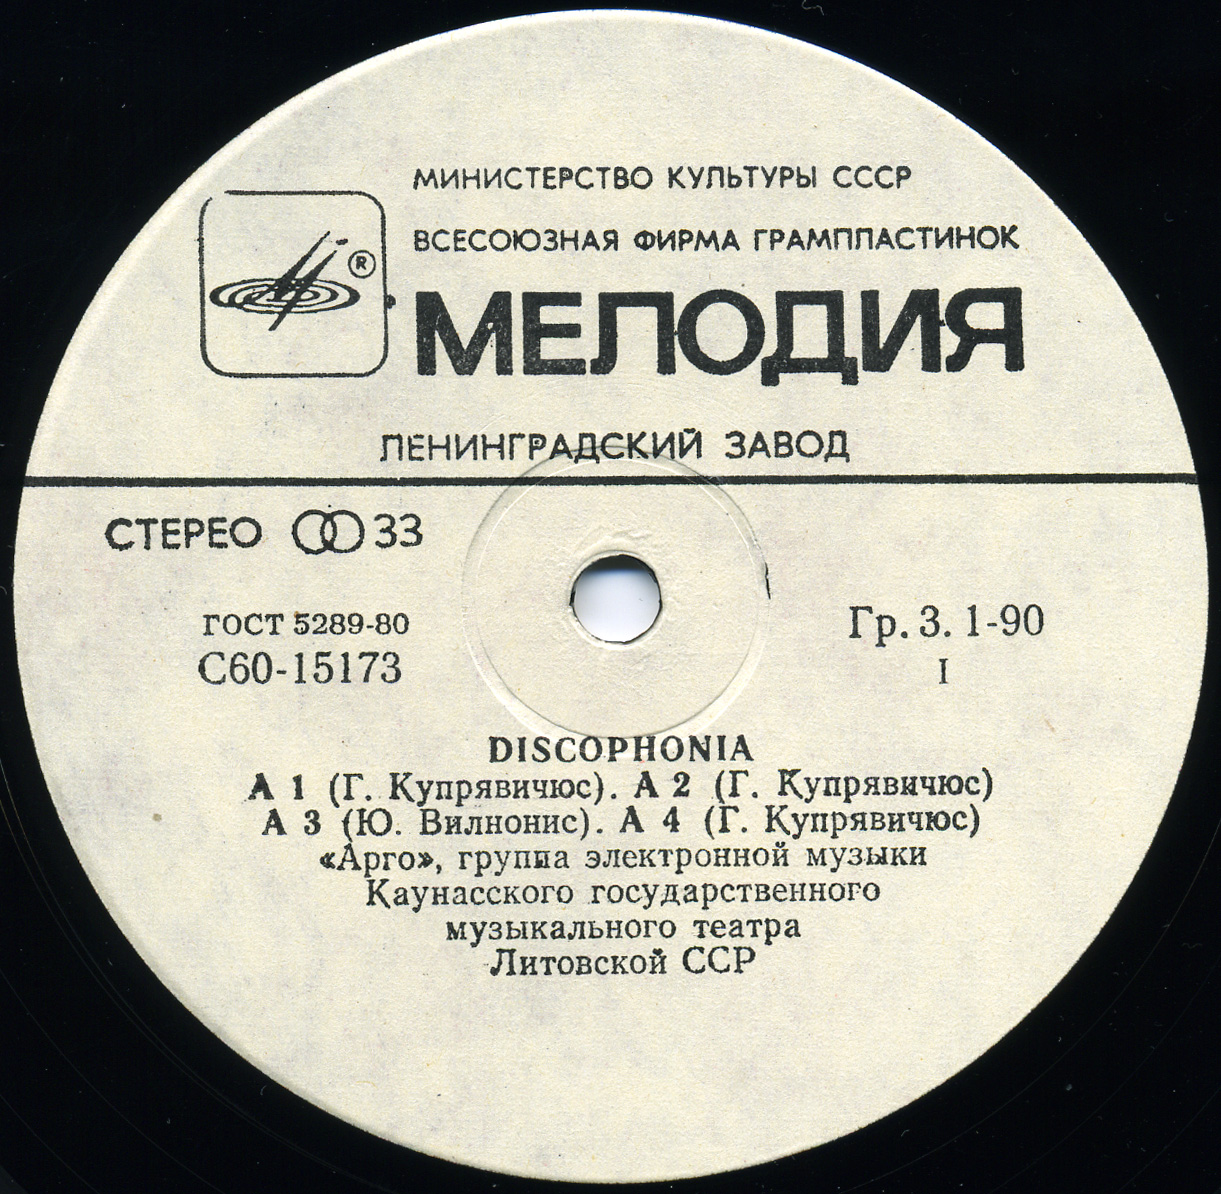 МИНИСТЕРСТВО КУЛЬТУРЫ СССР
ВСЕСОЮЗНАЯ ФИРМА ГРАМПЛАСТИНОК
®
МЕЛОДИЯ
ЛЕНИНГРАДСКИЙ ЗАВОД
СТЕРЕО 33
ГОСТ 5289-80
С60-15173
Гр. 3. 1-90
I
DISCOPHONIA
А 1 (Г. Купрявичюс). А 2 (Г. Купрявичюс)
А 3 (Ю. Вилнонис). А 4 (Г. Купрявичюс)
«Арго», группа электронной музыки
Каунасского государственного
музыкального театра
Литовской ССР